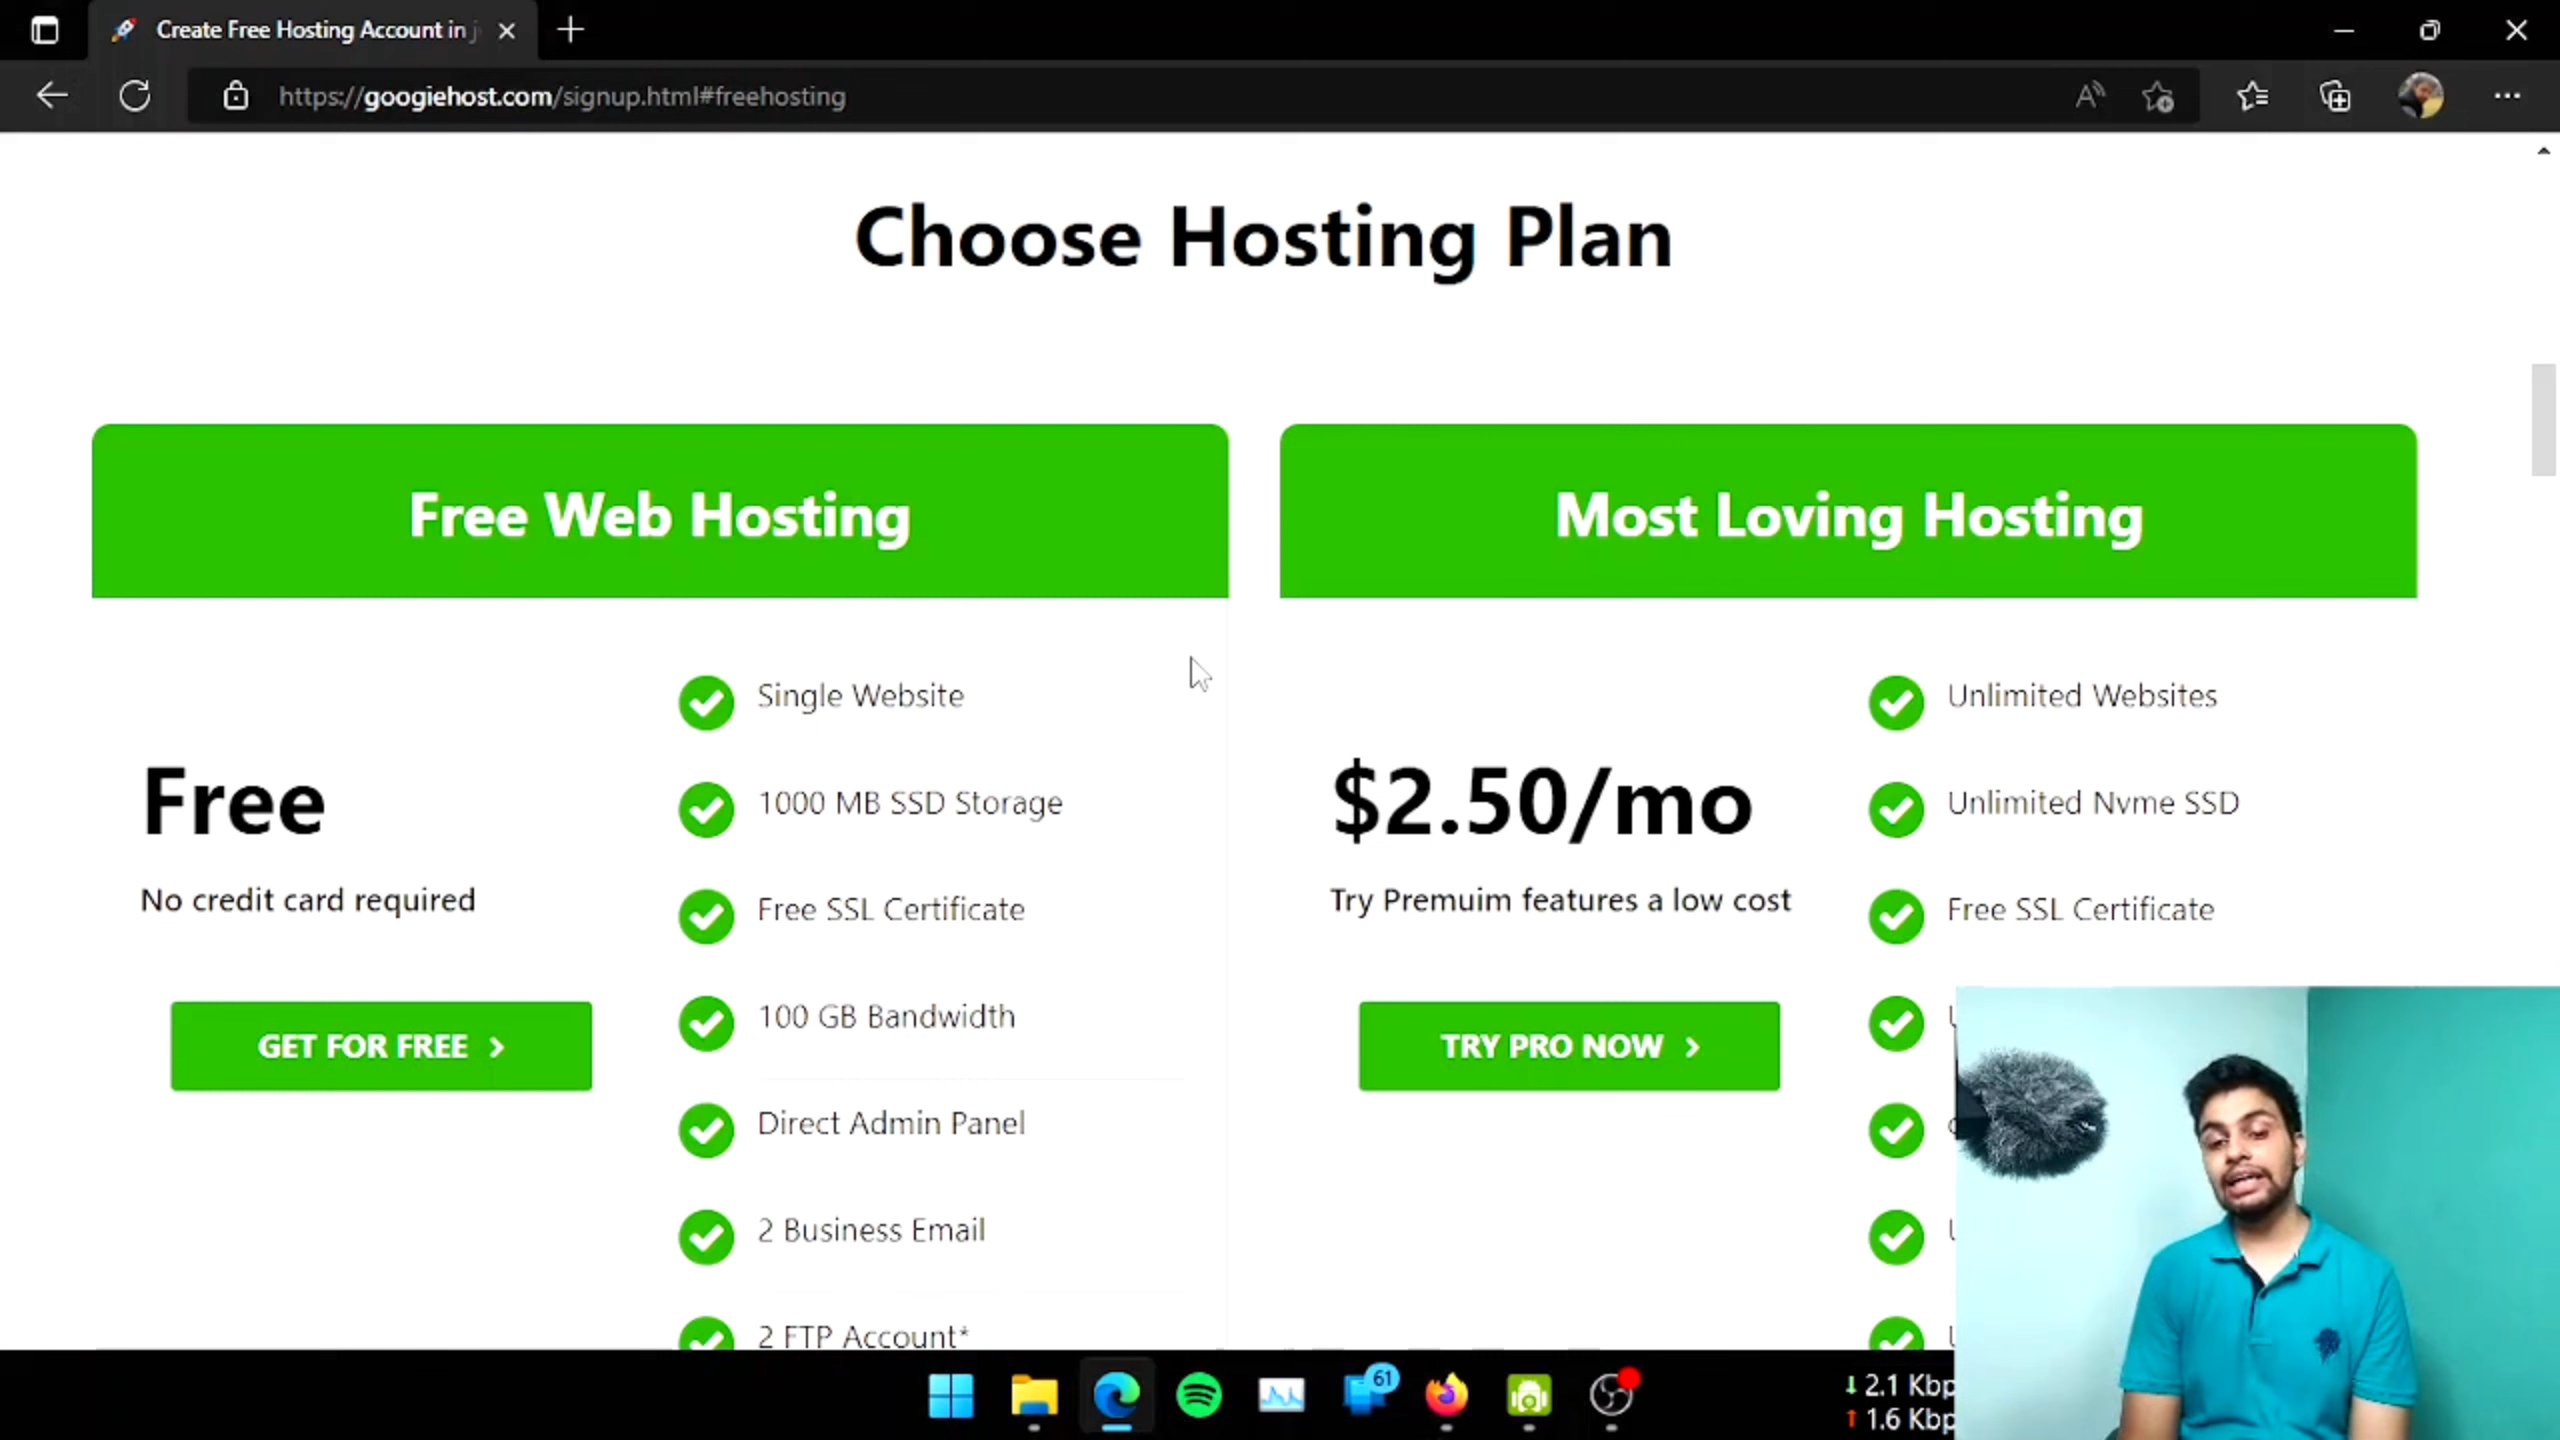 Create Free Hosting Account in
https://googiehost.com/signup.html#freehosting
Choose Hosting Plan
Free Web Hosting
Free
No credit card required
GET FOR FREE
Single Website
1000 MB SSD Storage
Free SSL Certificate
100 GB Bandwidth
Direct Admin Panel
2 Business Email
2 FTP Account*
Most Loving Hosting
$2.50/mo
Try Premuim features a low cost
TRY PRO NOW
Unlimited Websites
Unlimited Nvme SSD
Free SSL Certificate
61
2.1 Kbp
1.6 Kbp